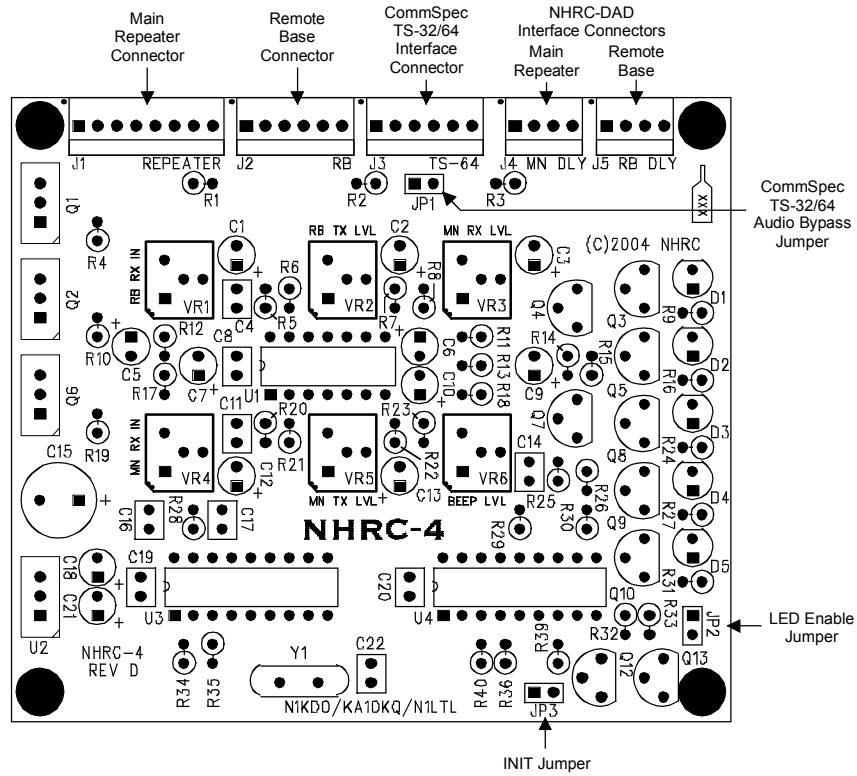 Main
Repeater
Connector
Remote
Base
Connector
CommSpec
TS-32/64
Interface
Connector
NHRC-DAD
Interface Connectors
Main
Repeater
Remote
Base
J1 REPEATER
J2 RB
J3 TS-64
J4 MN DLY
J5 RB DLY
R1
R2
JP1
R3
XXX
CommSpec
TS-32/64
Audio Bypass
Jumper
Q1
R4
RB RX IN
VR1
C1
RB TX LVL
VR2
C2
MN RX LVL
VR3
C3
(C)2004 NHRC
C4
R5
R6
R7
R8
Q4
Q3
D1
R9
Q2
R10
C5
R12
R17
C7
C8
U1
C6
C10
R11
R13
R18
C9
R14
R15
Q5
D2
R16
Q6
R19
MN RX IN
VR4
C11
C12
R20
R21
MN TX LVL
VR5
R23
R22
C13
BEEP LVL
VR6
C14
Q7
R25
R26
Q8
D3
R24
C15
C16
R28
C17
NHRC-4
R29
R30
Q9
D4
R27
C18
C21
C19
U3
C20
U4
Q10
R31
D5
U2
NHRC-4
REV D
R34
R35
Y1
C22
R40
R36
R39
R32
R33
JP2
LED Enable
Jumper
Q12
Q13
N1KDO/KA1DKQ/N1LTL
JP3
INIT Jumper